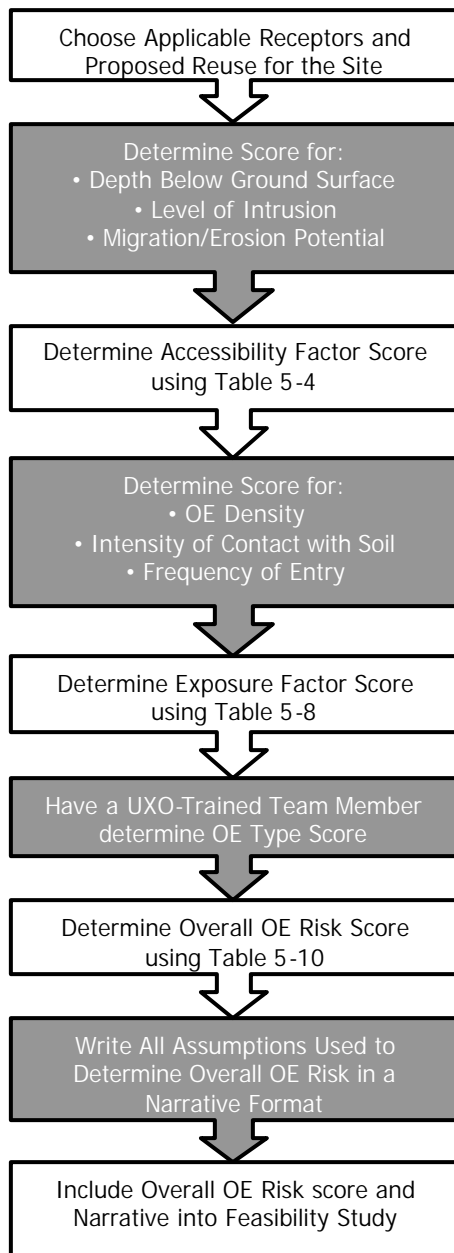 Choose Applicable Receptors and
Proposed Reuse for the Site
Determine Score for:
• Depth Below Ground Surface
• Level of Intrusion
• Migration/Erosion Potential
Determine Accessibility Factor Score
using Table 5-4
Determine Score for:
• OE Density
• Intensity of Contact with Soil
• Frequency of Entry
Determine Exposure Factor Score
using Table 5-8
Have a UXO-Trained Team Member
determine OE Type Score
Determine Overall OE Risk Score
using Table 5-10
Write All Assumptions Used to
Determine Overall OE Risk in a
Narrative Format
Include Overall OE Risk score and
Narrative into Feasibility Study